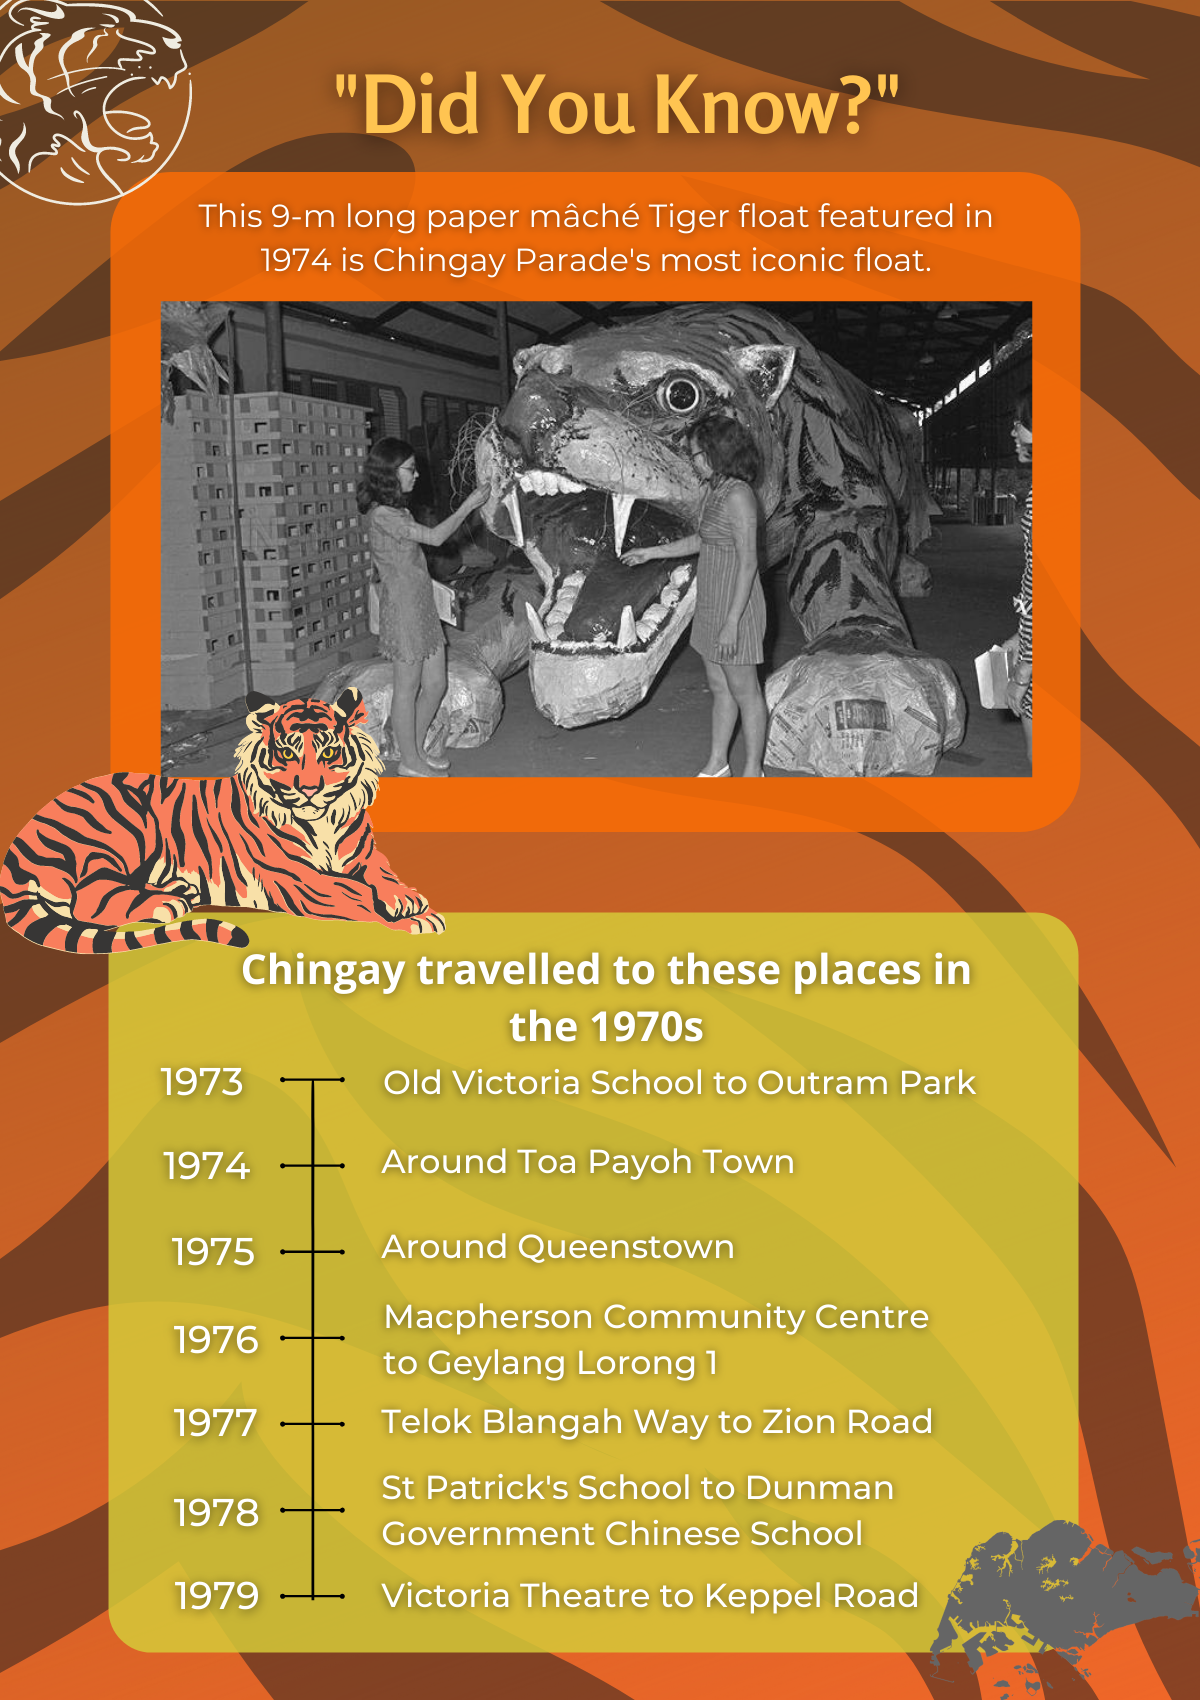 "Did You Know?"
This 9-m long paper mâché Tiger float featured in
1974 is Chingay Parade's most iconic float.
Chingay travelled to these places in
the 1970s
1973 Old Victoria School to Outram Park
1974 Around Toa Payoh Town
1975 Around Queenstown
1976 Macpherson Community Centre
to Geylang Lorong 1
1977 Telok Blangah Way to Zion Road
1978 St Patrick's School to Dunman
Government Chinese School
1979 Victoria Theatre to Keppel Road